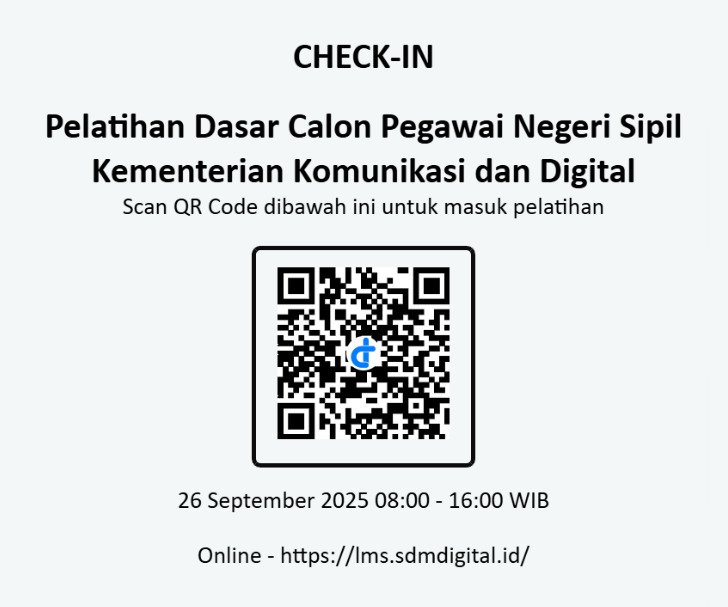 CHECK-IN
Pelatihan Dasar Calon Pegawai Negeri Sipil
Kementerian Komunikasi dan Digital
Scan QR Code dibawah ini untuk masuk pelatihan
26 September 2025 08:00 - 16:00 WIB
Online - https://lms.sdmdigital.id/